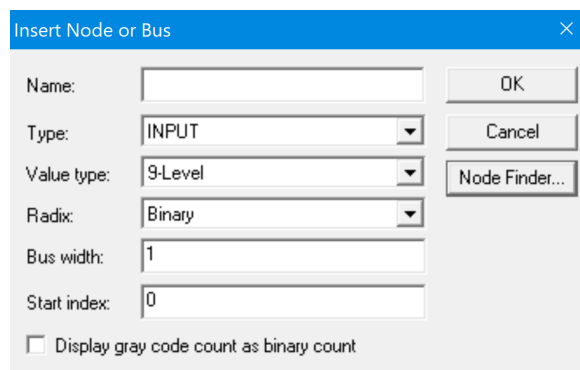 Insert Node or Bus
Name:
OK
Type: INPUT
Cancel
Value type: 9-Level
Node Finder...
Radix: Binary
Bus width: 1
Start index: 0
Display gray code count as binary count